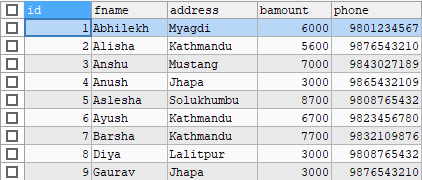 id fname address bamount phone
1 Abhilekh Myagdi 6000 9801234567
2 Alisha Kathmandu 5600 9876543210
3 Anshu Mustang 7000 9843027189
4 Anush Jhapa 3000 9865432109
5 Aslesha Solukhumbu 8700 9808765432
6 Ayush Kathmandu 6700 9823456780
7 Barsha Kathmandu 7700 9832109876
8 Diya Lalitpur 3000 9808765432
9 Gaurav Jhapa 3000 9876543210